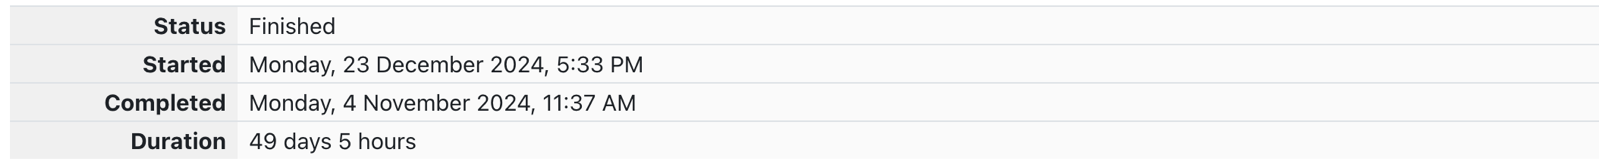 Status Finished
Started Monday, 23 December 2024, 5:33 PM
Completed Monday, 4 November 2024, 11:37 AM
Duration 49 days 5 hours